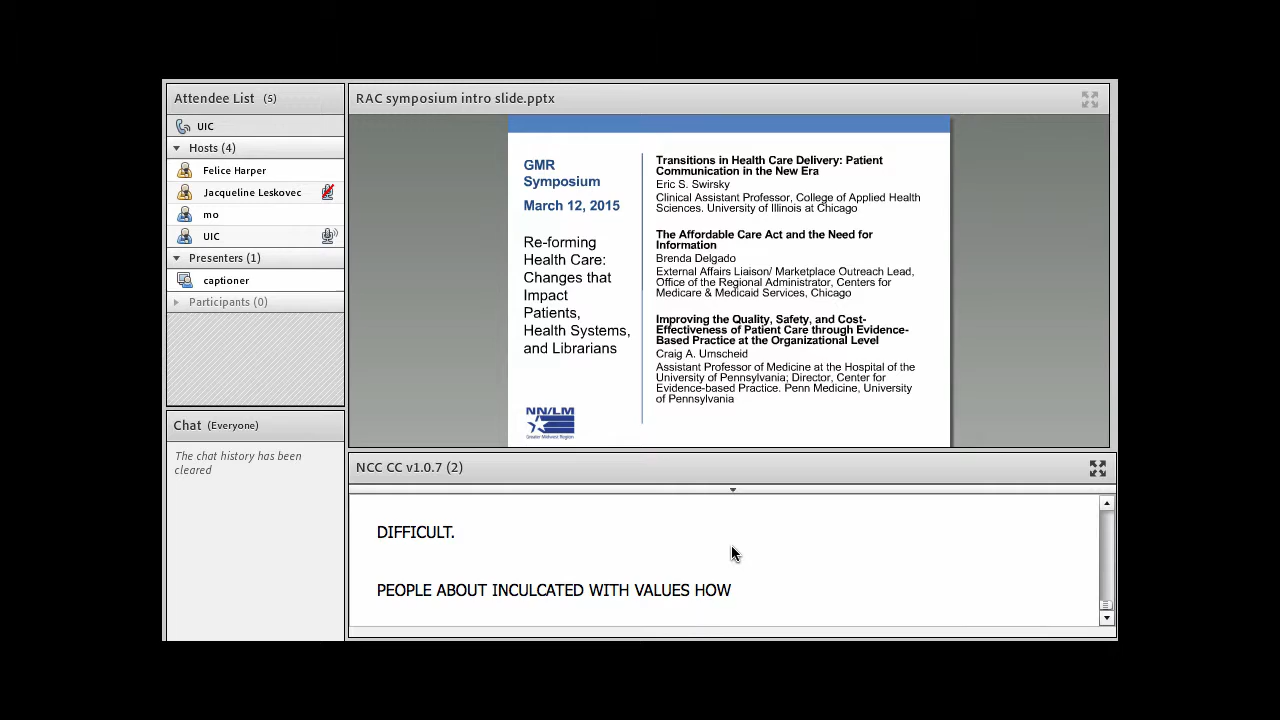 Attendee List (5)
UIC
Hosts (4)
Felice Harper
Jacqueline Leskovec
mo
UIC
Presenters (1)
captioner
Participants (0)
Chat (Everyone)
The chat history has been
cleared
RAC symposium intro slide.pptx
GMR
Symposium
March 12, 2015
Re-forming
Health Care:
Changes that
Impact
Patients,
Health Systems,
and Librarians
NN/LM
Greater Midwest Region
Transitions in Health Care Delivery: Patient
Communication in the New Era
Eric S. Swirsky
Clinical Assistant Professor, College of Applied Health
Sciences. University of Illinois at Chicago
The Affordable Care Act and the Need for
Information
Brenda Delgado
External Affairs Liaison/ Marketplace Outreach Lead,
Office of the Regional Administrator, Centers for
Medicare & Medicaid Services, Chicago
Improving the Quality, Safety, and Cost-
Effectiveness of Patient Care through Evidence-
Based Practice at the Organizational Level
Craig A. Umscheid
Assistant Professor of Medicine at the Hospital of the
University of Pennsylvania; Director, Center for
Evidence-based Practice. Penn Medicine, University
of Pennsylvania
NCC CC v1.0.7 (2)
DIFFICULT.
PEOPLE ABOUT INCULCATED WITH VALUES HOW